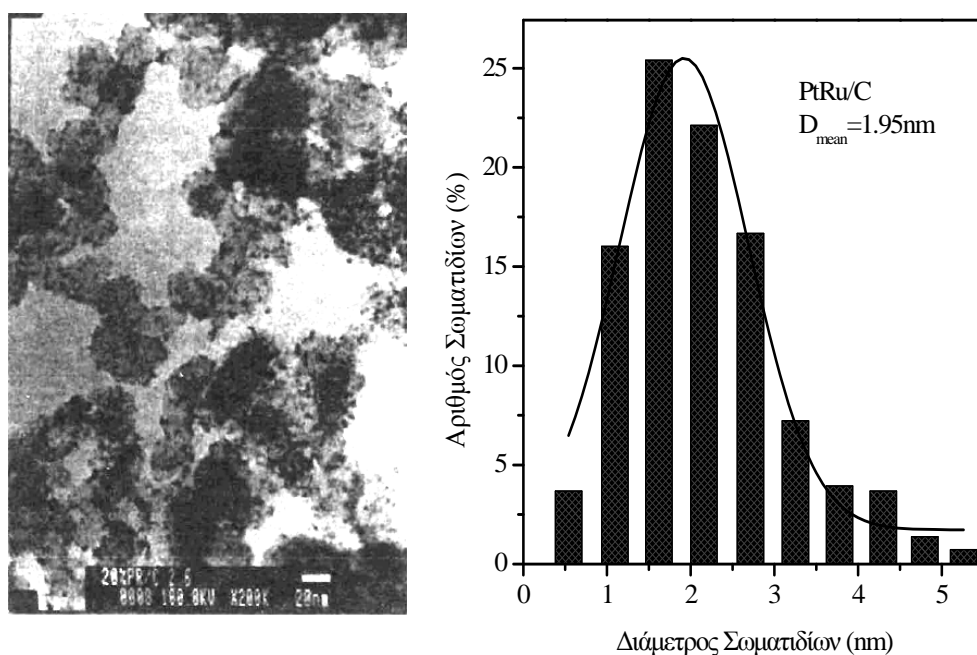 20%PR/C 2.6
0008 100.0KV X200K 20nm
PtRu/C
D_mean=1.95nm
Αριθμός Σωματιδίων (%)
25
20
15
10
5
0
0 1 2 3 4 5
Διάμετρος Σωματιδίων (nm)